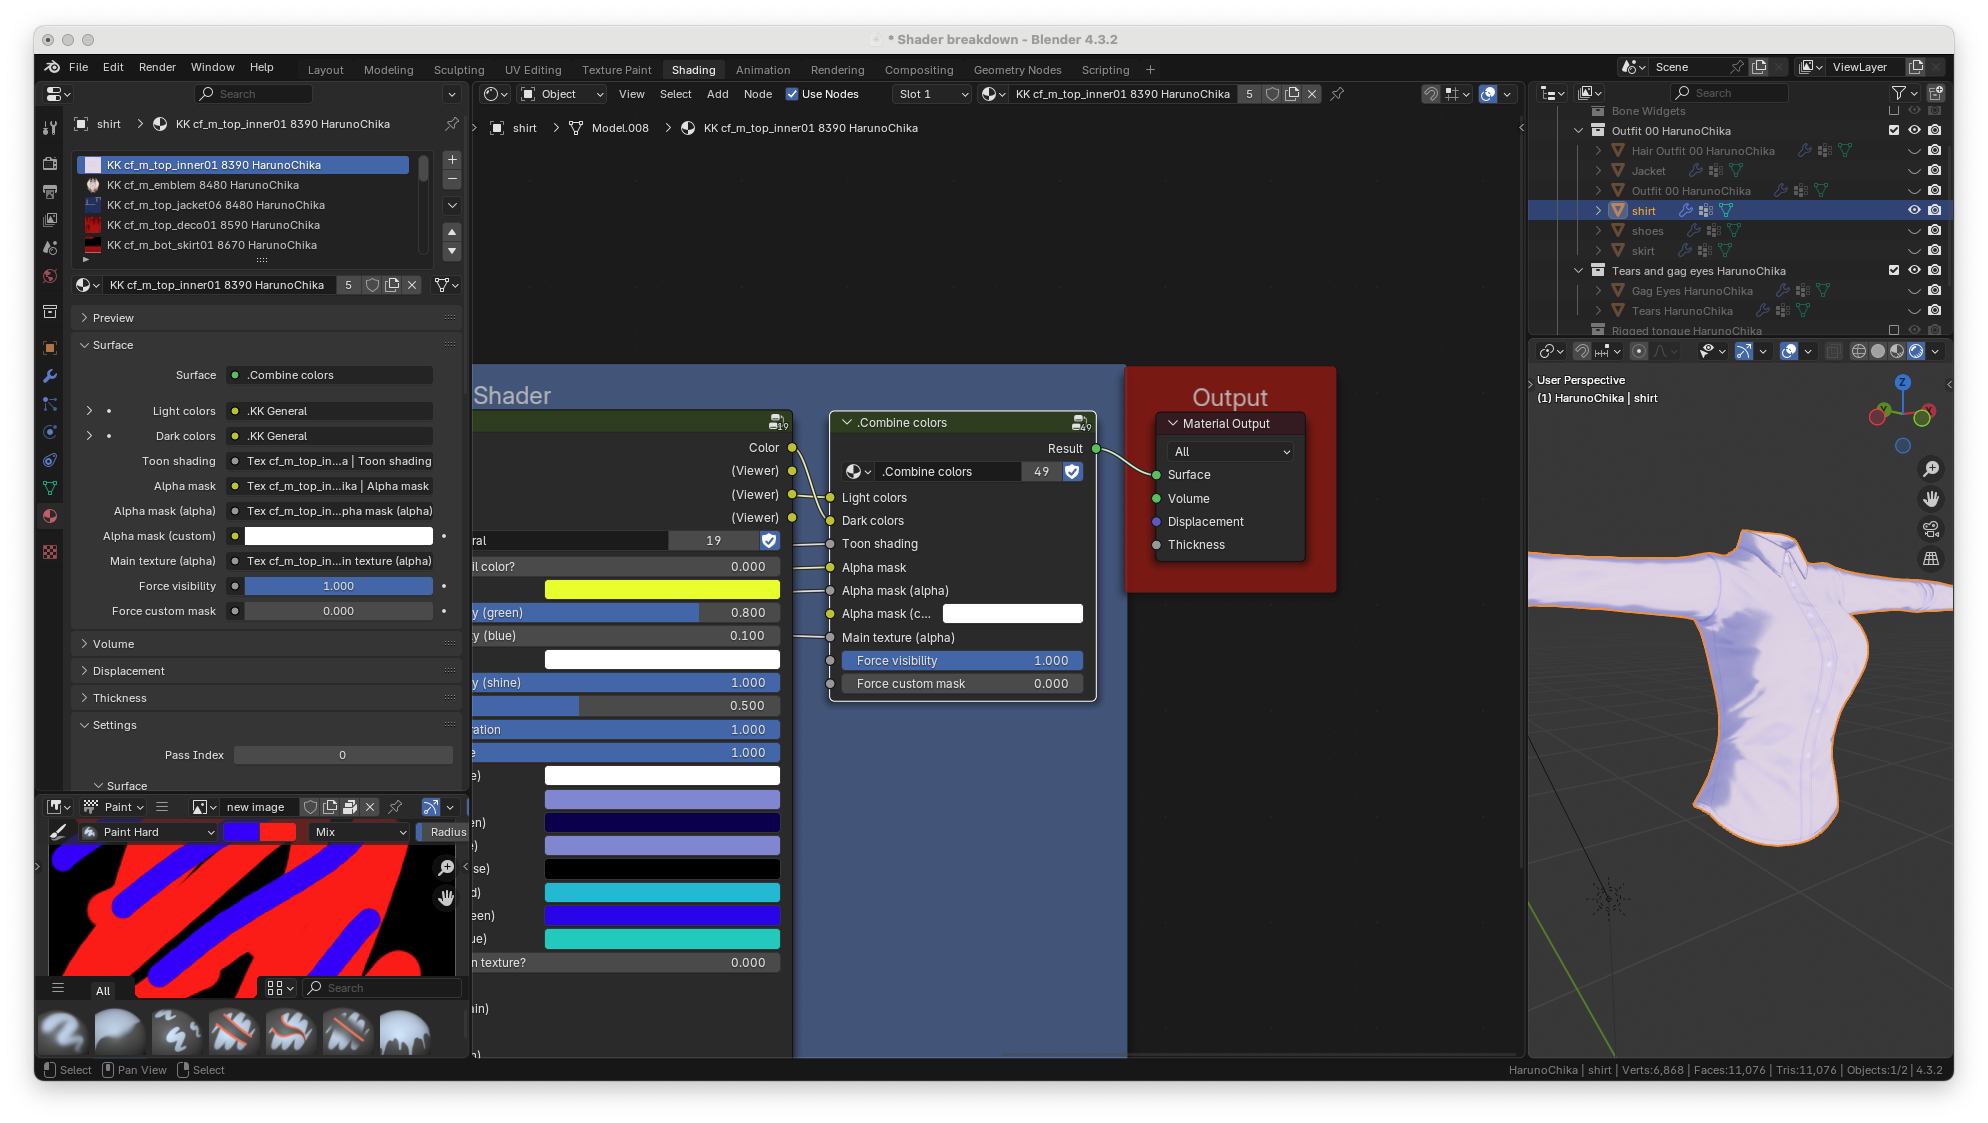 * Shader breakdown - Blender 4.3.2
File Edit Render Window Help
Layout Modeling Sculpting UV Editing Texture Paint Shading Animation Rendering Compositing Geometry Nodes Scripting +
Scene
ViewLayer
Search
shirt > KK cf_m_top_inner01 8390 HarunoChika
KK cf_m_top_inner01 8390 HarunoChika
KK cf_m_emblem 8480 HarunoChika
KK cf_m_top_jacket06 8480 HarunoChika
KK cf_m_top_deco01 8590 HarunoChika
KK cf_m_bot_skirt01 8670 HarunoChika
KK cf_m_top_inner01 8390 HarunoChika 5
Preview
Surface
Surface .Combine colors
Light colors .KK General
Dark colors .KK General
Toon shading Tex cf_m_top_in...a | Toon shading
Alpha mask Tex cf_m_top_in...ika | Alpha mask
Alpha mask (alpha) Tex cf_m_top_in...pha mask (alpha)
Alpha mask (custom)
Main texture (alpha) Tex cf_m_top_in...in texture (alpha)
Force visibility 1.000
Force custom mask 0.000
Volume
Displacement
Thickness
Settings
Pass Index 0
Surface
Paint new image
Paint Hard Mix Radius
All Search
Select Pan View Select
Object View Select Add Node Use Nodes Slot 1 KK cf_m_top_inner01 8390 HarunoChika 5
shirt > Model.008 > KK cf_m_top_inner01 8390 HarunoChika
Shader
19
Color
(Viewer)
(Viewer)
(Viewer)
ral 19
il color? 0.000
y (green) 0.800
y (blue) 0.100
y (shine) 1.000
0.500
ration 1.000
e 1.000
e)
en)
:)
se)
d)
een)
ue)
n texture? 0.000
ain)
.Combine colors 49
Result
.Combine colors 49
Light colors
Dark colors
Toon shading
Alpha mask
Alpha mask (alpha)
Alpha mask (c...
Main texture (alpha)
Force visibility 1.000
Force custom mask 0.000
Output
Material Output
All
Surface
Volume
Displacement
Thickness
Search
Bone Widgets
Outfit 00 HarunoChika
Hair Outfit 00 HarunoChika
Jacket
Outfit 00 HarunoChika
shirt
shoes
skirt
Tears and gag eyes HarunoChika
Gag Eyes HarunoChika
Tears HarunoChika
Rigged tongue HarunoChika
User Perspective
(1) HarunoChika | shirt
Z
Y
HarunoChika | shirt | Verts:6,868 | Faces:11,076 | Tris:11,076 | Objects:1/2 | 4.3.2